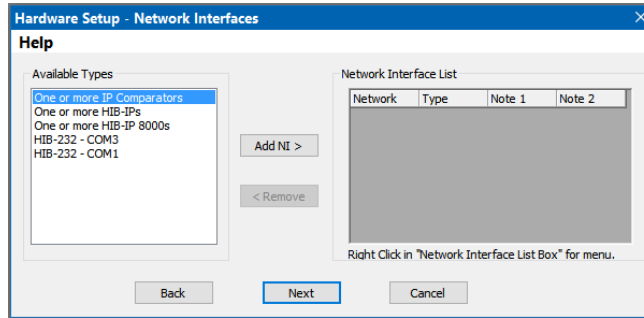 Hardware Setup - Network Interfaces
Help
Available Types
One or more IP Comparators
One or more HIB-IPs
One or more HIB-IP 8000s
HIB-232 - COM3
HIB-232 - COM1
Add NI >
< Remove
Network Interface List
Network Type Note 1 Note 2
Right Click in "Network Interface List Box" for menu.
Back Next Cancel